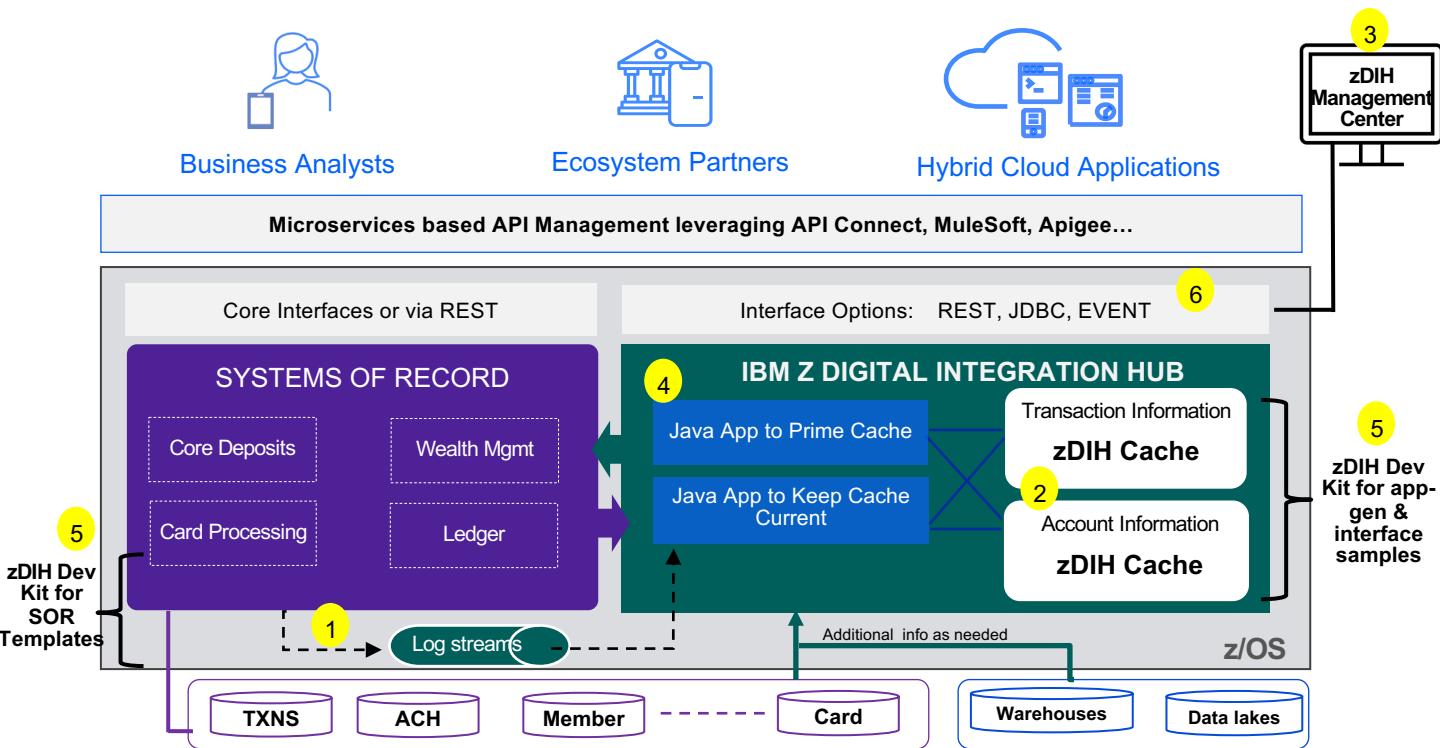 3
zDIH
Management
Center
Business Analysts
Ecosystem Partners
Hybrid Cloud Applications
Microservices based API Management leveraging API Connect, MuleSoft, Apigee…
Core Interfaces or via REST
Interface Options: REST, JDBC, EVENT
6
SYSTEMS OF RECORD
Core Deposits
Wealth Mgmt
Card Processing
Ledger
IBM Z DIGITAL INTEGRATION HUB
4
Java App to Prime Cache
Java App to Keep Cache
Current
Transaction Information
zDIH Cache
2
Account Information
zDIH Cache
5
zDIH Dev
Kit for app-
gen &
interface
samples
5
zDIH Dev
Kit for
SOR
Templates
1
Log streams
Additional info as needed
z/OS
TXNS
ACH
Member
Card
Warehouses
Data lakes